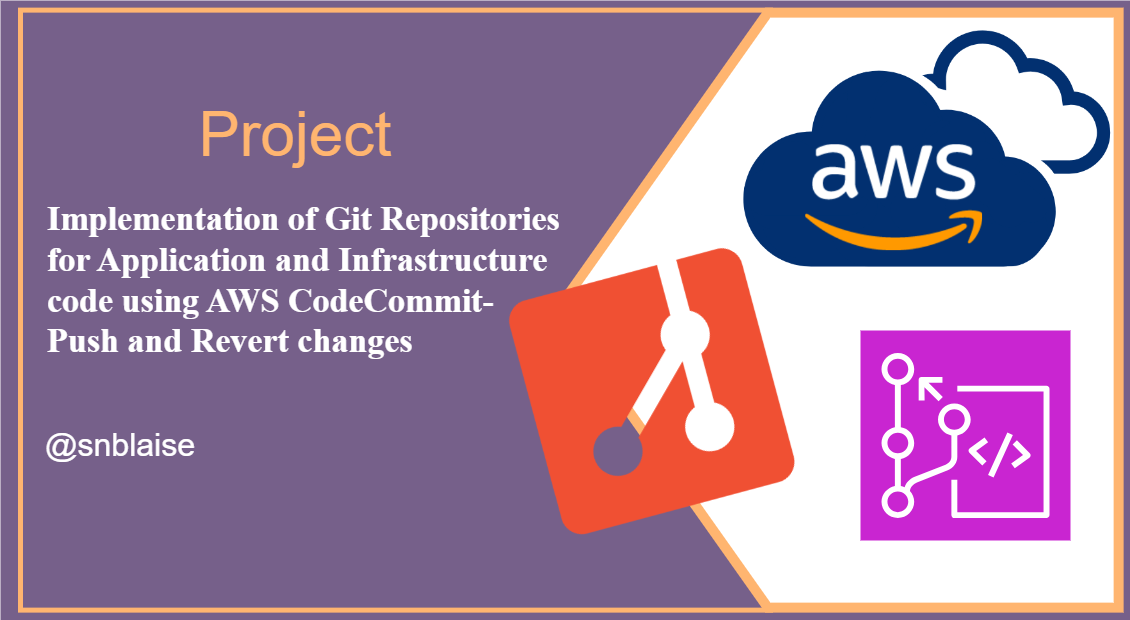 Project
Implementation of Git Repositories
for Application and Infrastructure
code using AWS CodeCommit-
Push and Revert changes
@snblaise
aws
</>